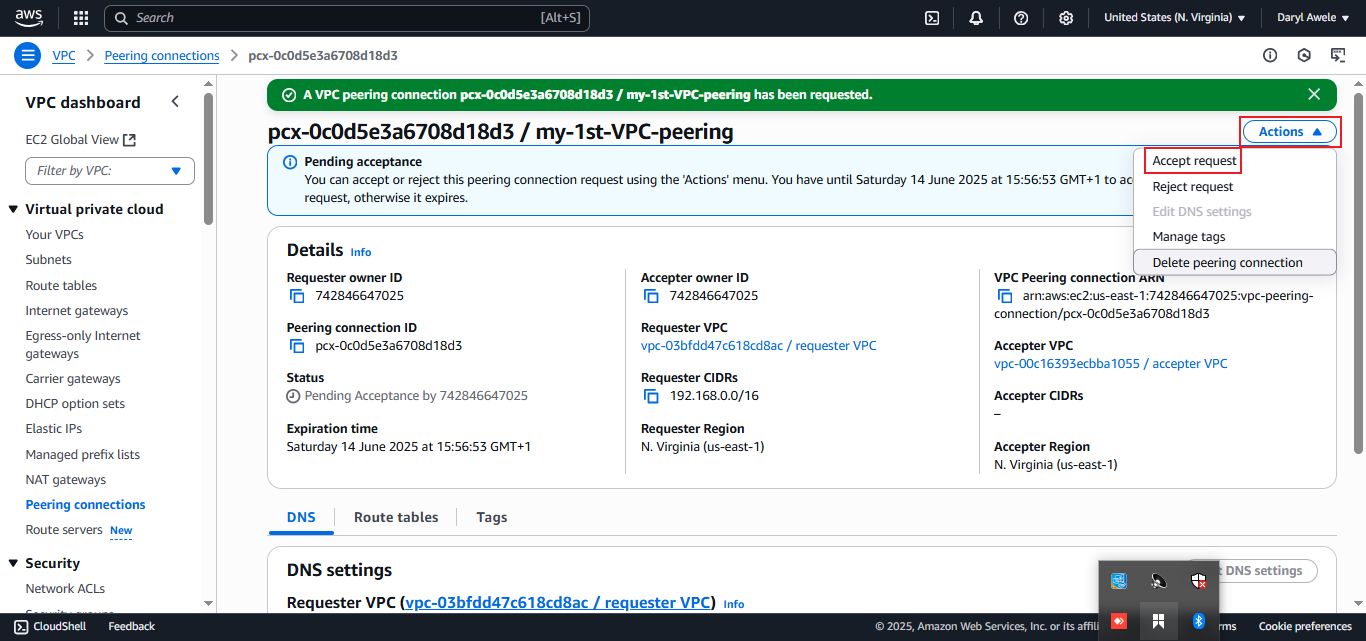 aws
Search
[Alt+S]
United States (N. Virginia)
Daryl Awele
VPC
Peering connections
pcx-0c0d5e3a6708d18d3
VPC dashboard
EC2 Global View
Filter by VPC:
Virtual private cloud
Your VPCs
Subnets
Route tables
Internet gateways
Egress-only Internet
gateways
Carrier gateways
DHCP option sets
Elastic IPs
Managed prefix lists
NAT gateways
Peering connections
Route servers New
Security
Network ACLs
A VPC peering connection pcx-0c0d5e3a6708d18d3 / my-1st-VPC-peering has been requested.
pcx-0c0d5e3a6708d18d3 / my-1st-VPC-peering
Actions
Accept request
Reject request
Edit DNS settings
Manage tags
Delete peering connection
Pending acceptance
You can accept or reject this peering connection request using the 'Actions' menu. You have until Saturday 14 June 2025 at 15:56:53 GMT+1 to
request, otherwise it expires.
Details Info
Requester owner ID
742846647025
Peering connection ID
pcx-0c0d5e3a6708d18d3
Status
Pending Acceptance by 742846647025
Expiration time
Saturday 14 June 2025 at 15:56:53 GMT+1
Accepter owner ID
742846647025
Requester VPC
vpc-03bfdd47c618cd8ac / requester VPC
Requester CIDRs
192.168.0.0/16
Requester Region
N. Virginia (us-east-1)
VPC Peering connection ARN
arn:aws:ec2:us-east-1:742846647025:vpc-peering-
connection/pcx-0c0d5e3a6708d18d3
Accepter VPC
vpc-00c16393ecbba1055 / accepter VPC
Accepter CIDRs
–
Accepter Region
N. Virginia (us-east-1)
DNS
Route tables
Tags
DNS settings
DNS settings
Requester VPC (vpc-03bfdd47c618cd8ac / requester VPC) Info
CloudShell
Feedback
© 2025, Amazon Web Services, Inc. or its
Cookie preferences